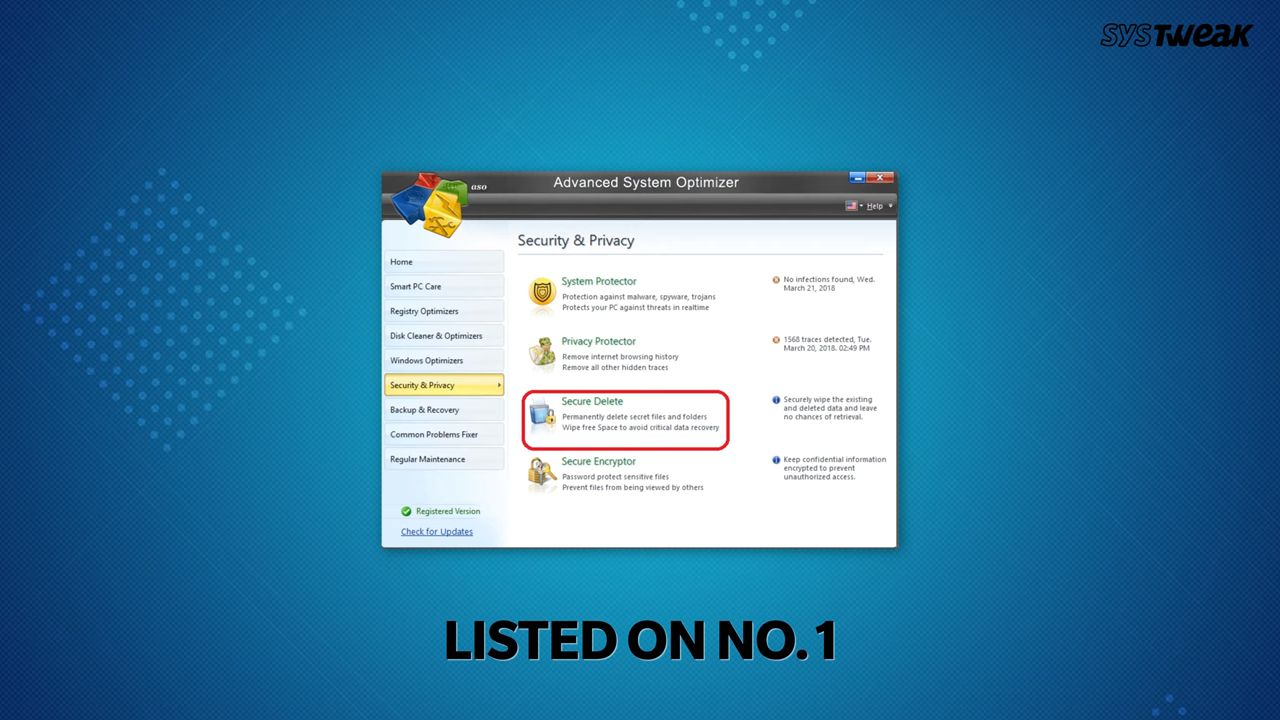 SYSTweak
aso
Advanced System Optimizer
Help
Security & Privacy
Home
Smart PC Care
Registry Optimizers
Disk Cleaner & Optimizers
Windows Optimizers
Security & Privacy
Backup & Recovery
Common Problems Fixer
Regular Maintenance
Registered Version
Check for Updates
System Protector
Protection against malware, spyware, trojans
Protects your PC against threats in realtime
No infections found, Wed.
March 21, 2018
Privacy Protector
Remove internet browsing history
Remove all other hidden traces
1568 traces detected, Tue.
March 20, 2018. 02:49 PM
Secure Delete
Permanently delete secret files and folders
Wipe free Space to avoid critical data recovery
Securely wipe the existing
and deleted data and leave
no chances of retrieval.
Secure Encryptor
Password protect sensitive files
Prevent files from being viewed by others
Keep confidential information
encrypted to prevent
unauthorized access.
LISTED ON NO. 1